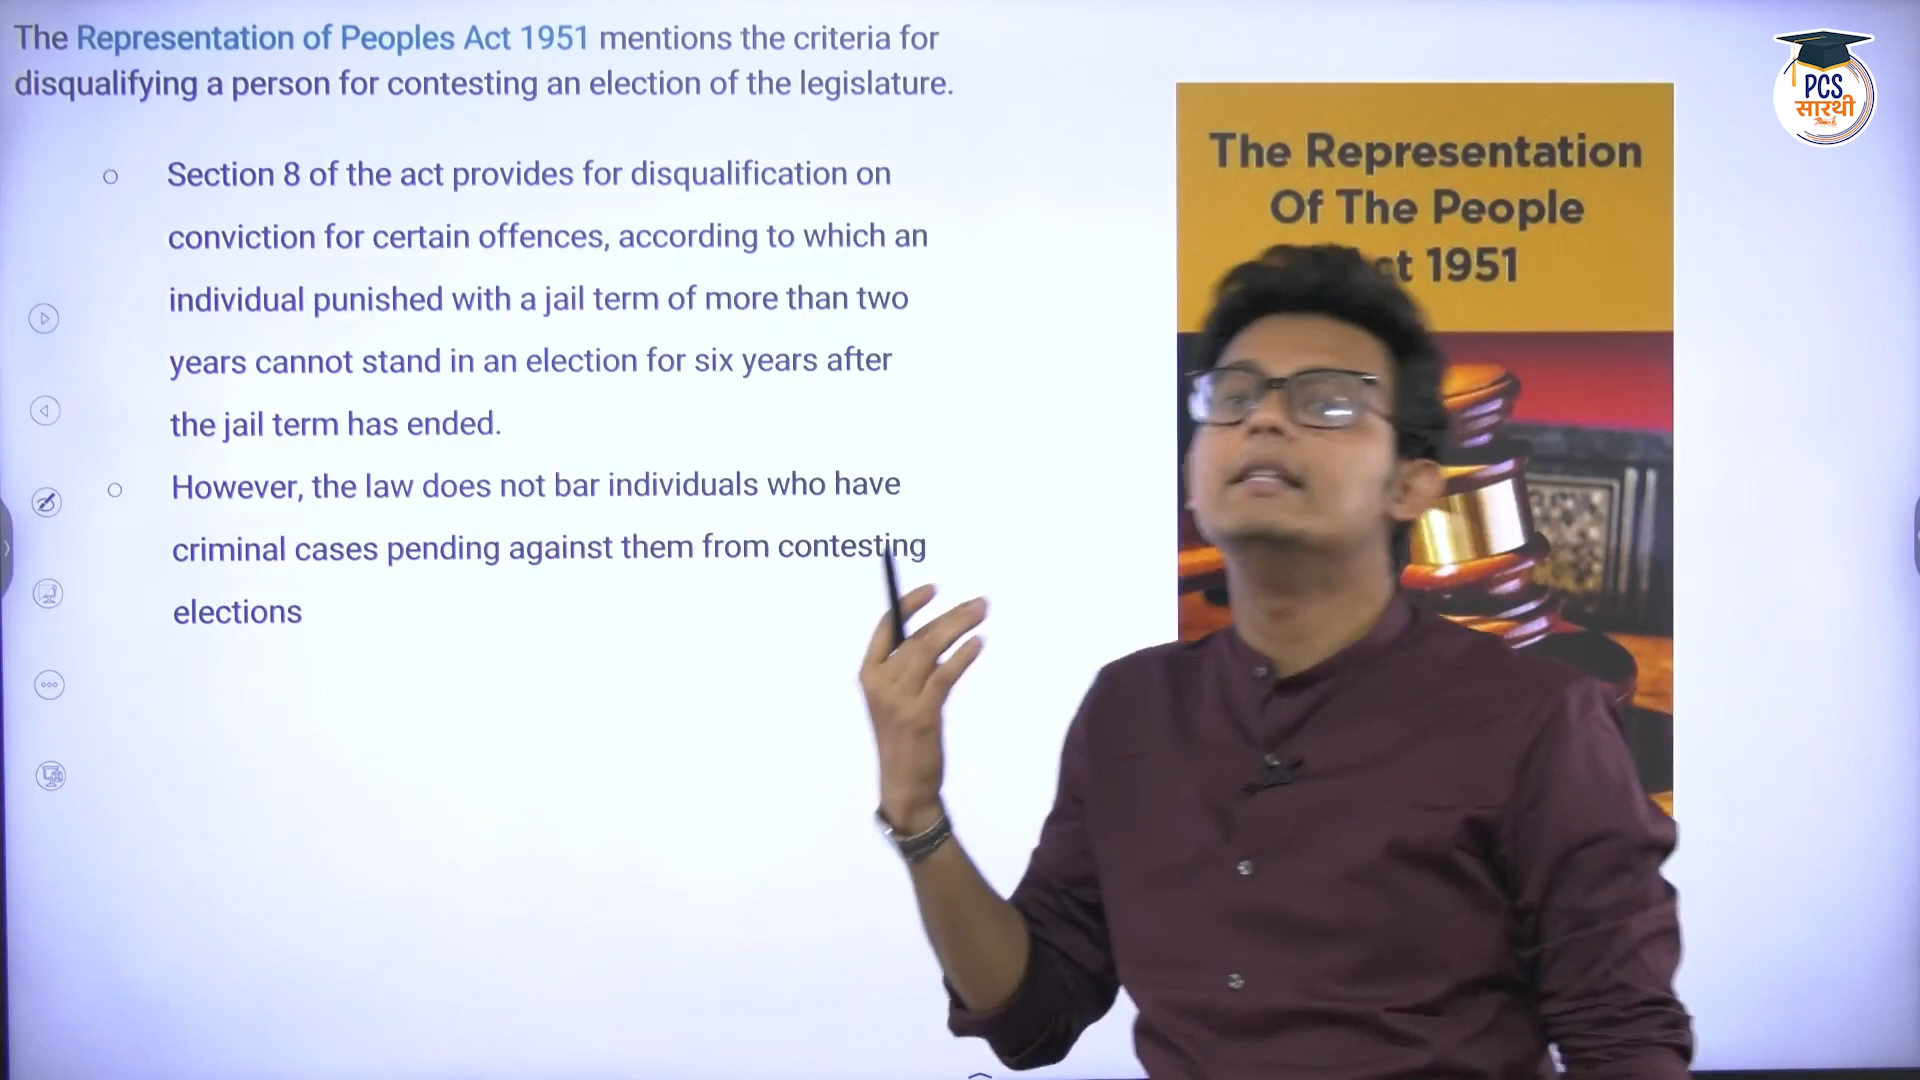 The Representation of Peoples Act 1951 mentions the criteria for
disqualifying a person for contesting an election of the legislature.
Section 8 of the act provides for disqualification on
conviction for certain offences, according to which an
individual punished with a jail term of more than two
years cannot stand in an election for six years after
the jail term has ended.
However, the law does not bar individuals who have
criminal cases pending against them from contesting
elections
The Representation
Of The People
ct 1951
PCS
सारथी